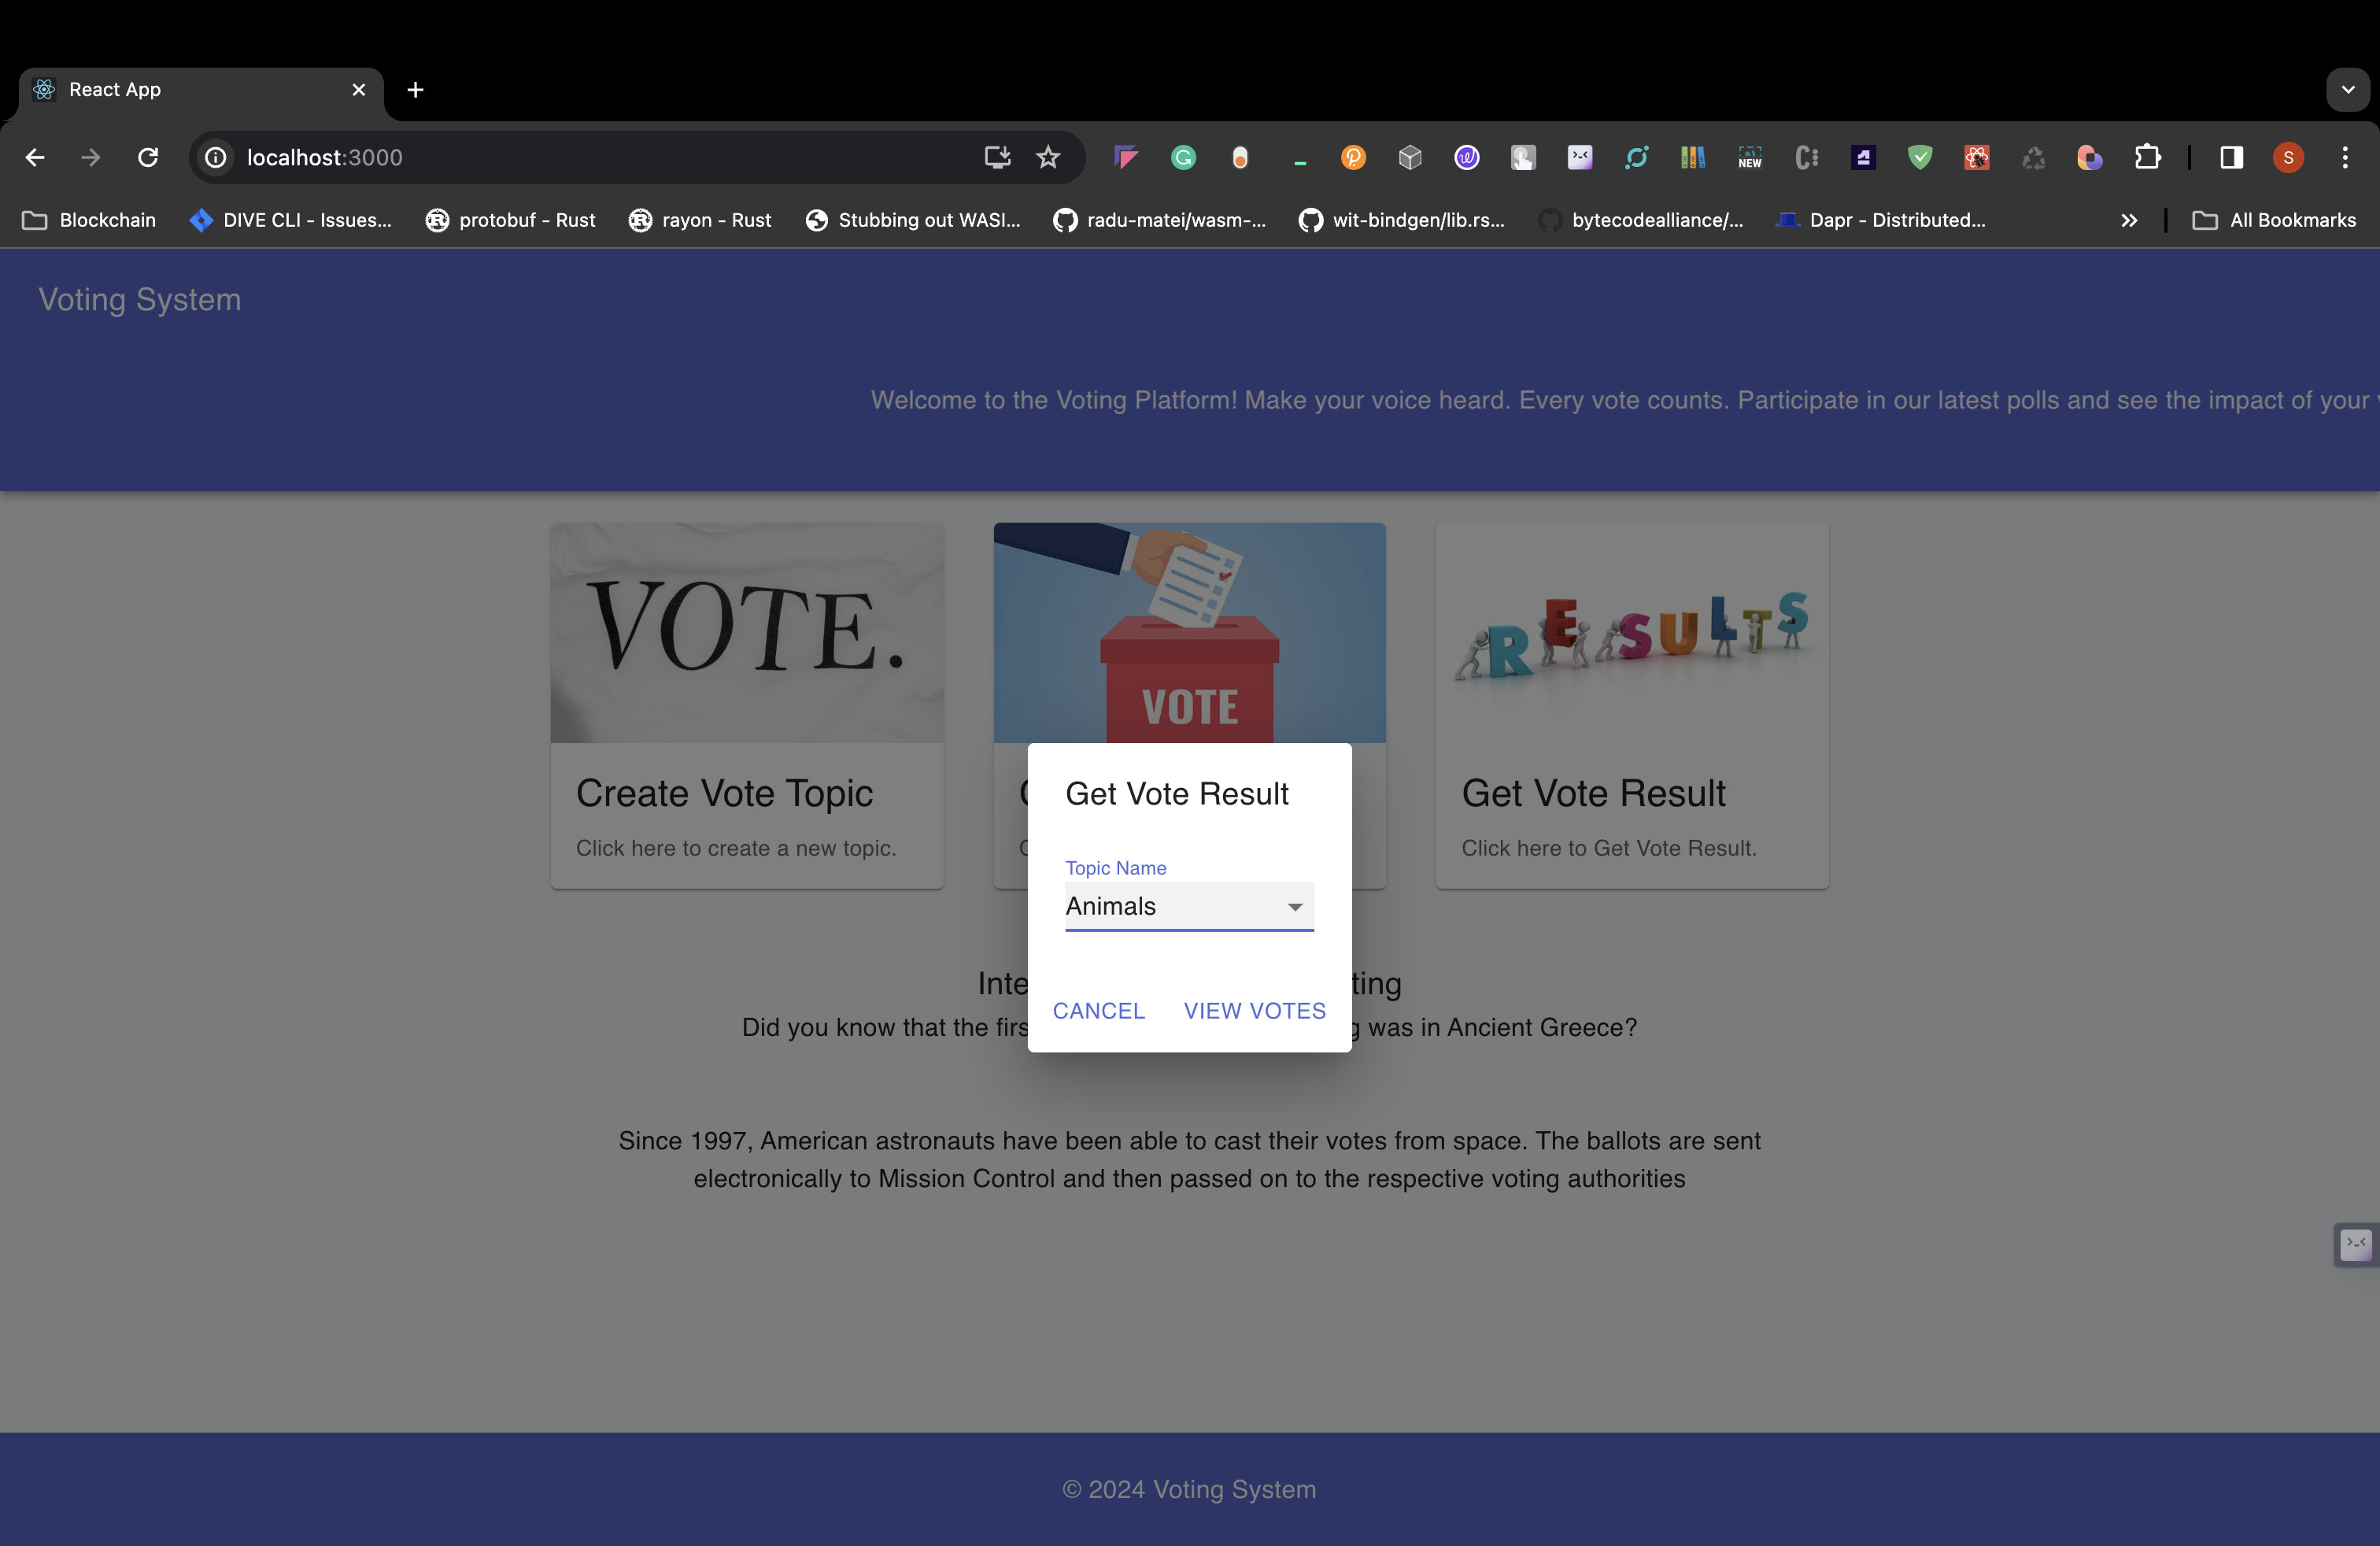 React App
localhost:3000
NEW
S
Blockchain
DIVE CLI - Issues...
protobuf - Rust
rayon - Rust
Stubbing out WASI...
radu-matei/wasm-...
wit-bindgen/lib.rs...
bytecodealliance/...
Dapr - Distributed...
All Bookmarks
Voting System
Welcome to the Voting Platform! Make your voice heard. Every vote counts. Participate in our latest polls and see the impact of your
VOTE.
VOTE
RESULTS
Create Vote Topic
Click here to create a new topic.
Get Vote Result
Topic Name
Animals
CANCEL
VIEW VOTES
Get Vote Result
Click here to Get Vote Result.
Inte
ting
Did you know that the firs
was in Ancient Greece?
Since 1997, American astronauts have been able to cast their votes from space. The ballots are sent
electronically to Mission Control and then passed on to the respective voting authorities
© 2024 Voting System